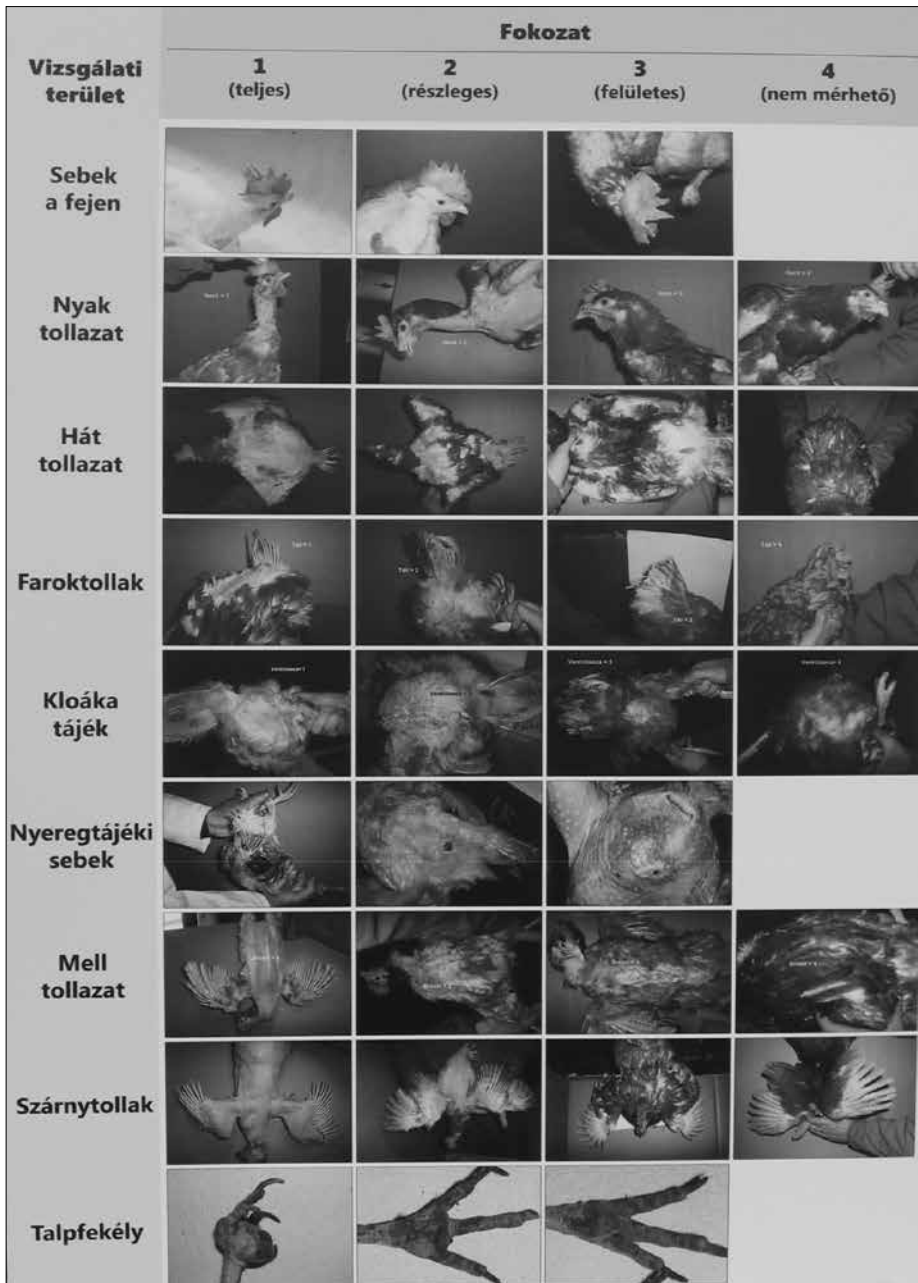 Fokozat
Vizsgálati
terület
1
(teljes)
2
(részleges)
3
(felületes)
4
(nem mérhető)
Sebek
a fejen
Nyak
tollazat
Hát
tollazat
Faroktollak
Kloáka
tájék
Nyeregtájéki
sebek
Mell
tollazat
Szárnytollak
Talpfekély